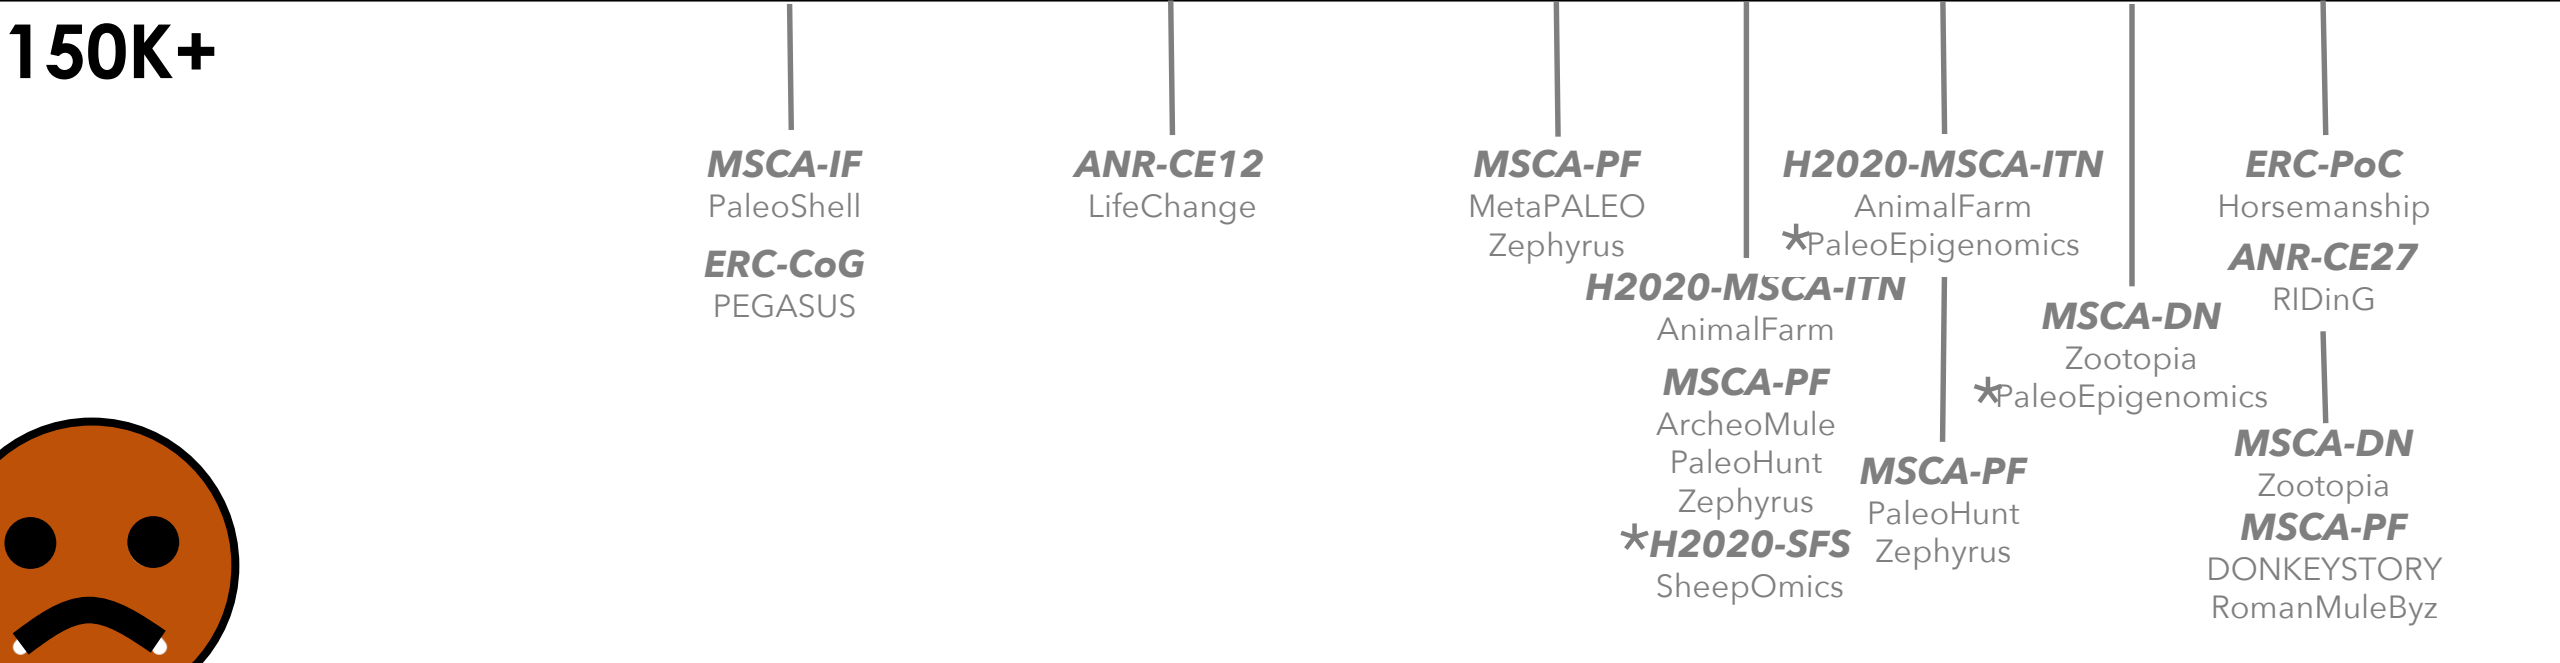 150K+
MSCA-IF
PaleoShell
ERC-CoG
PEGASUS
ANR-CE12
LifeChange
MSCA-PF
MetaPALEO
Zephyrus
H2020-MSCA-ITN
AnimalFarm
MSCA-PF
ArcheoMule
PaleoHunt
Zephyrus
*H2020-SFS
SheepOmics
H2020-MSCA-ITN
AnimalFarm
*PaleoEpigenomics
MSCA-PF
PaleoHunt
Zephyrus
MSCA-DN
Zootopia
*PaleoEpigenomics
ERC-PoC
Horsemanship
ANR-CE27
RIDinG
MSCA-DN
Zootopia
MSCA-PF
DONKEYSTORY
RomanMuleByz